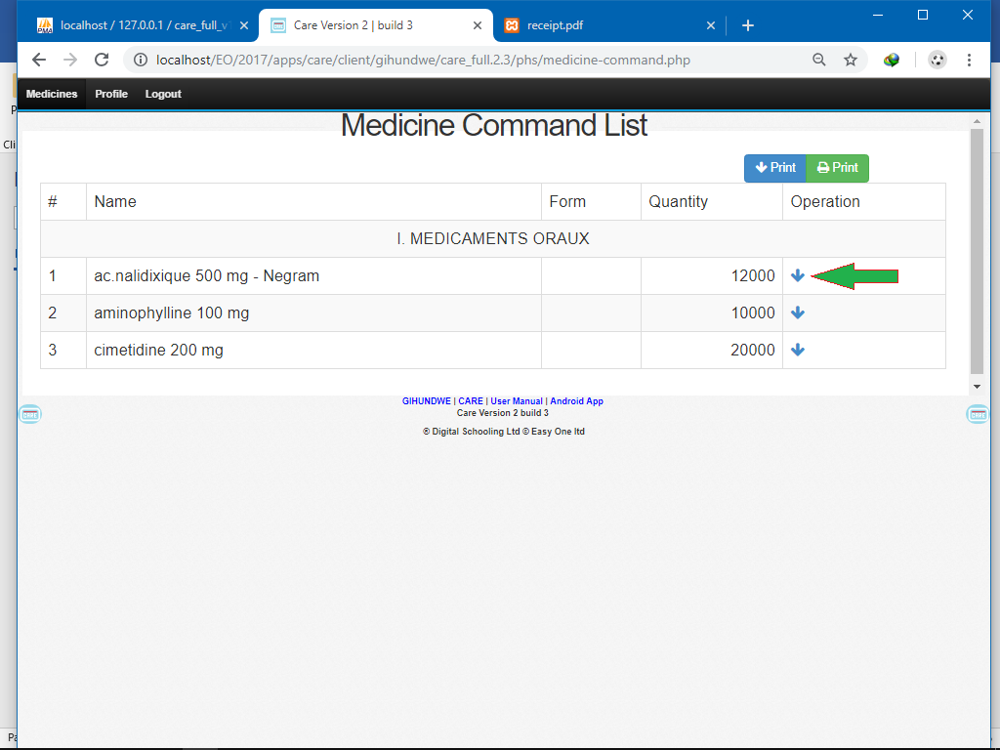 localhost / 127.0.0.1 / care_full_v
Care Version 2 | build 3
receipt.pdf
localhost/EO/2017/apps/care/client/gihundwe/care_full.2.3/phs/medicine-command.php
Medicines Profile Logout
Medicine Command List
Print Print
# Name Form Quantity Operation
I. MEDICAMENTS ORAUX
1 ac.nalidixique 500 mg - Negram 12000
2 aminophylline 100 mg 10000
3 cimetidine 200 mg 20000
GIHUNDWE | CARE | User Manual | Android App
Care Version 2 build 3
® Digital Schooling Ltd © Easy One ltd